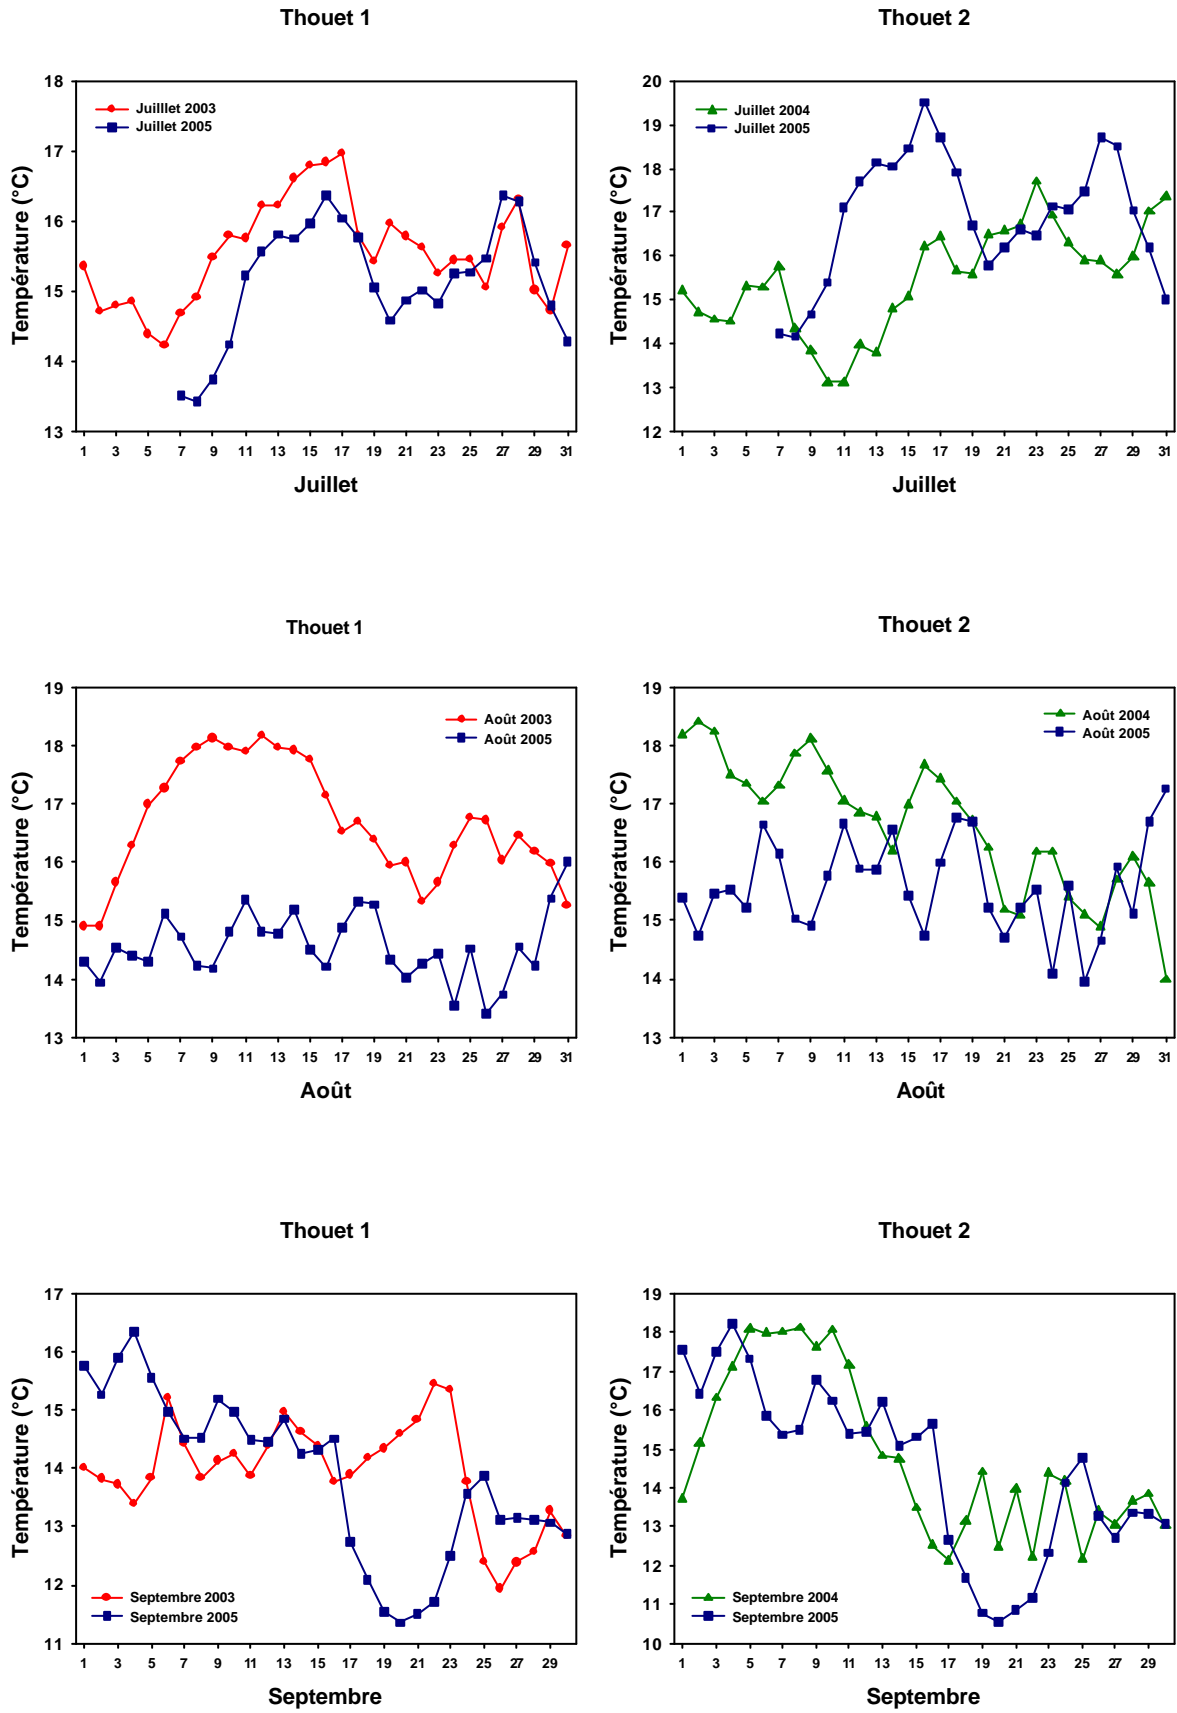 Thouet 1
Thouet 2
18
17
16
15
14
13
Température (°C)
Juilllet 2003
Juillet 2005
1 3 5 7 9 11 13 15 17 19 21 23 25 27 29 31
Juillet
20
19
18
17
16
15
14
13
12
Température (°C)
Juillet 2004
Juillet 2005
1 3 5 7 9 11 13 15 17 19 21 23 25 27 29 31
Juillet
Thouet 1
Thouet 2
19
18
17
16
15
14
13
Température (°C)
Août 2003
Août 2005
1 3 5 7 9 11 13 15 17 19 21 23 25 27 29 31
Août
19
18
17
16
15
14
13
Température (°C)
Août 2004
Août 2005
1 3 5 7 9 11 13 15 17 19 21 23 25 27 29 31
Août
Thouet 1
Thouet 2
17
16
15
14
13
12
11
Température (°C)
Septembre 2003
Septembre 2005
1 3 5 7 9 11 13 15 17 19 21 23 25 27 29
Septembre
19
18
17
16
15
14
13
12
11
10
Température (°C)
Septembre 2004
Septembre 2005
1 3 5 7 9 11 13 15 17 19 21 23 25 27 29
Septembre